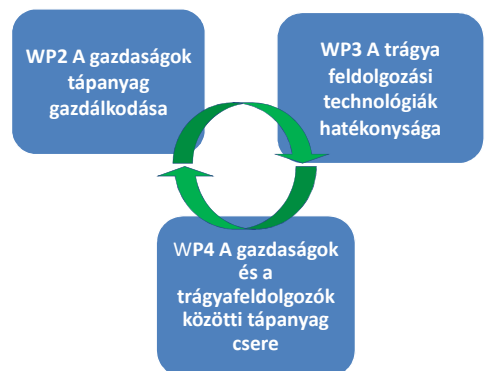 WP2 A gazdaságok
tápanyag
gazdálkodása
WP3 A trágya
feldolgozási
technológiák
hatékonysága
WP4 A gazdaságok
és a
trágyafeldolgozók
közötti tápanyag
csere